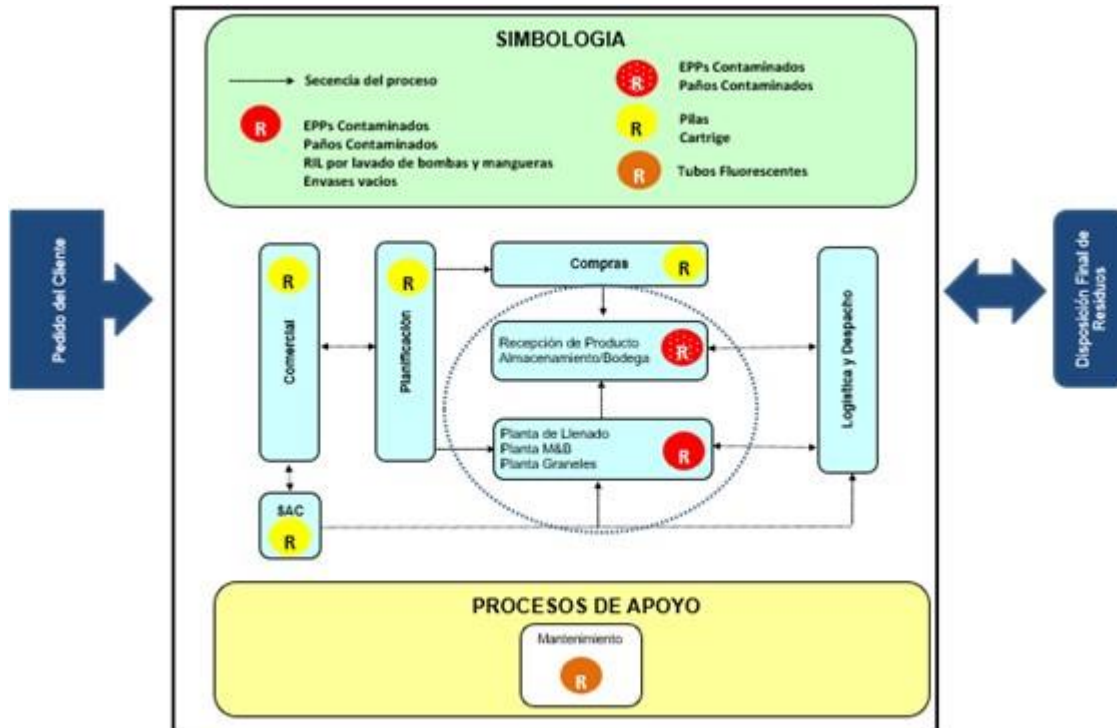 SIMBOLOGIA
Secencia del proceso
R
EPPs Contaminados
Paños Contaminados
RIL por lavado de bombas y mangueras
Envases vacios
R
EPPs Contaminados
Paños Contaminados
R
Pilas
Cartrige
R
Tubos Fluorescentes
Pedido del Cliente
R
Comercial
R
Planificación
Compras
R
Recepción de Producto
Almacenamiento/Bodega
R
Planta de Llenado
Planta M&B
Planta Graneles
R
Logística y Despacho
SAC
R
Disposición Final de
Residuos
PROCESOS DE APOYO
Mantenimiento
R